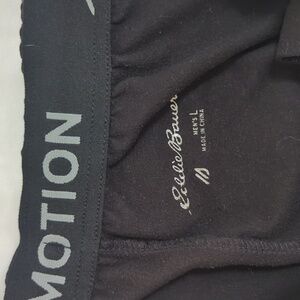 MOTION
Eddie Bauer
MEN'S L
MADE IN CHINA